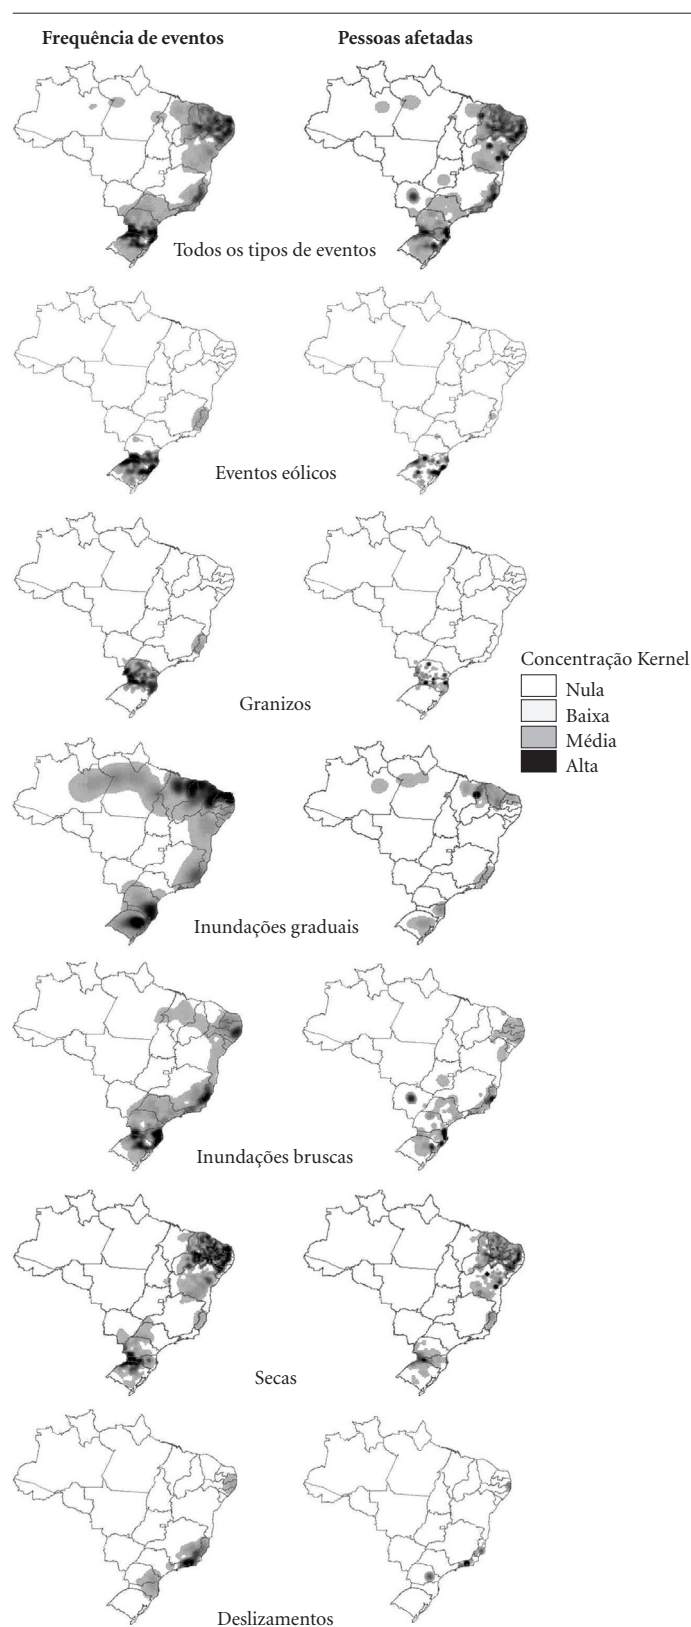 Frequência de eventos
Pessoas afetadas
Todos os tipos de eventos
Eventos eólicos
Granizos
Concentração Kernel
Nula
Baixa
Média
Alta
Inundações graduais
Inundações bruscas
Secas
Deslizamentos